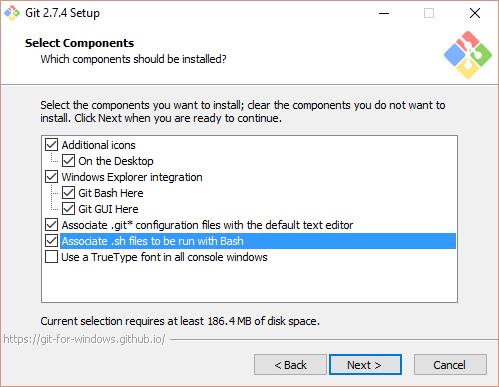 Git 2.7.4 Setup
Select Components
Which components should be installed?
Select the components you want to install; clear the components you do not want to
install. Click Next when you are ready to continue.
Additional icons
On the Desktop
Windows Explorer integration
Git Bash Here
Git GUI Here
Associate .git* configuration files with the default text editor
Associate .sh files to be run with Bash
Use a TrueType font in all console windows
Current selection requires at least 186.4 MB of disk space.
https://git-for-windows.github.io/
< Back Next > Cancel